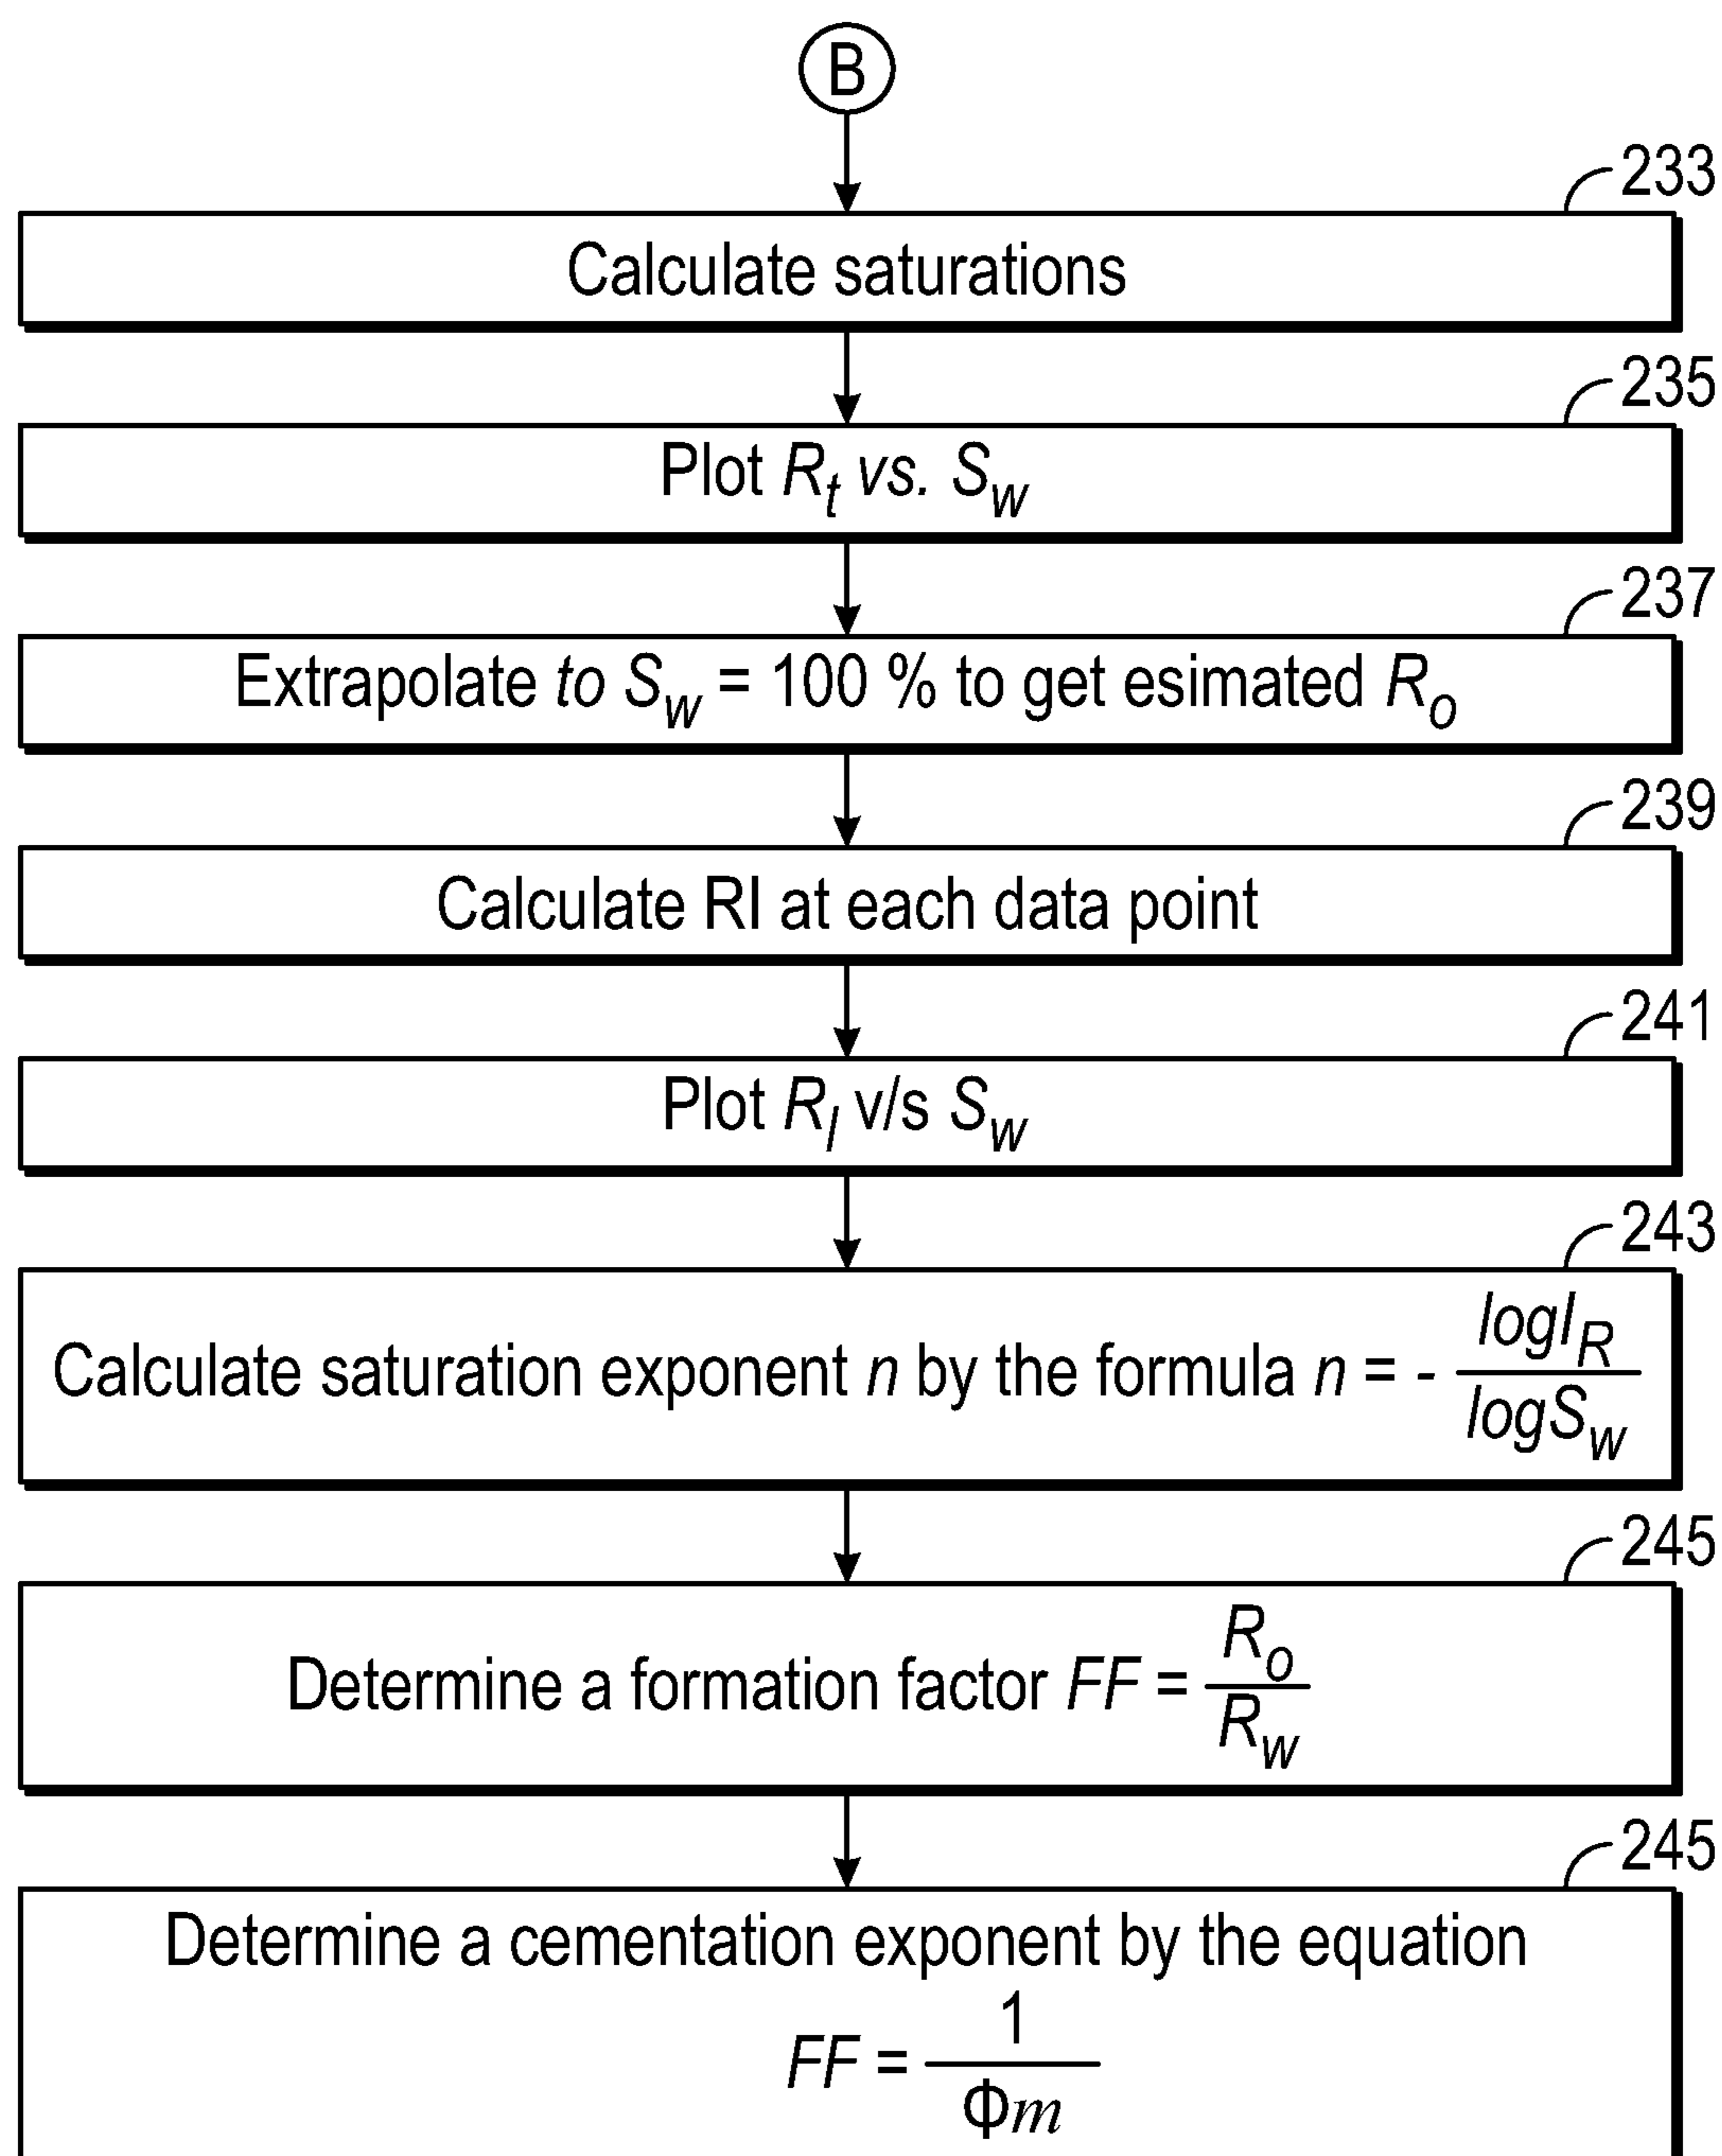 B
233
Calculate saturations
235
Plot Rt vs. Sw
237
Extrapolate to Sw = 100 % to get esimated Ro
239
Calculate RI at each data point
241
Plot RI v/s Sw
243
Calculate saturation exponent n by the formula n = - logIR / logSw
245
Determine a formation factor FF = Ro / Rw
245
Determine a cementation exponent by the equation
FF = 1 / Φm